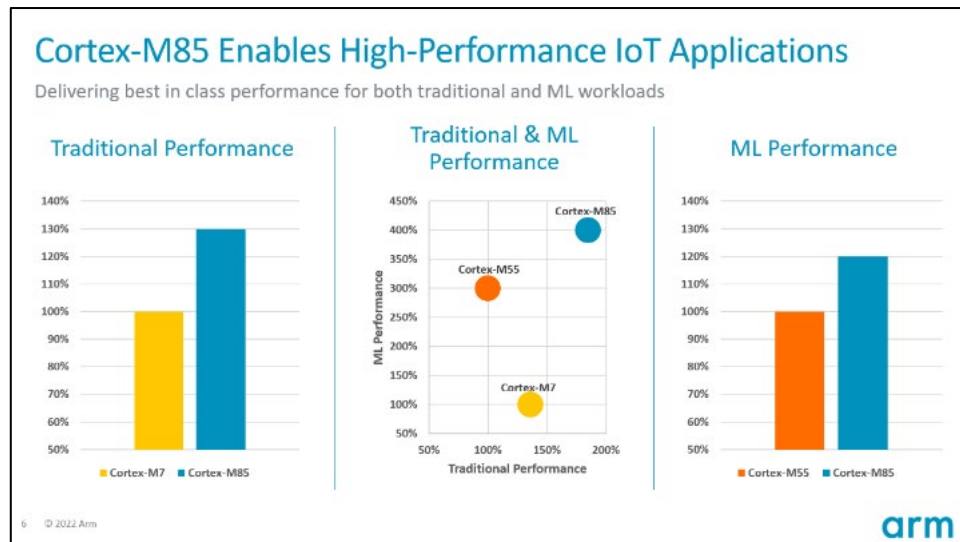 Cortex-M85 Enables High-Performance IoT Applications
Delivering best in class performance for both traditional and ML workloads
Traditional Performance
140%
130%
120%
110%
100%
90%
80%
70%
60%
50%
Cortex-M7 Cortex-M85
Traditional & ML
Performance
ML Performance
450%
400%
350%
300%
250%
200%
150%
100%
50%
Cortex-M85
Cortex-M55
Cortex-M7
50% 100% 150% 200%
Traditional Performance
ML Performance
140%
130%
120%
110%
100%
90%
80%
70%
60%
50%
Cortex-M55 Cortex-M85
6 © 2022 Arm
arm